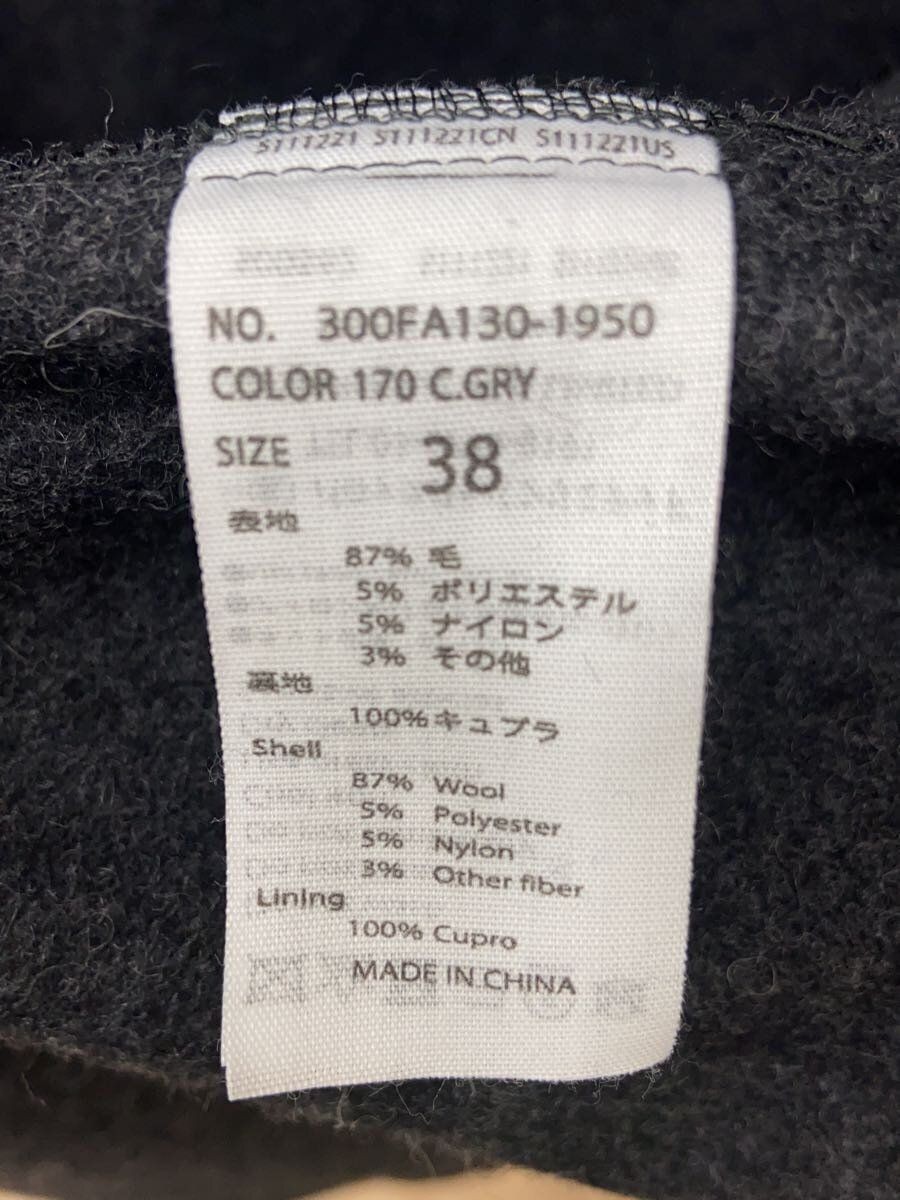 S111221 S111221CN S111221US
NO. 300FA130-1950
COLOR 170 C.GRY
SIZE 38
表地
87% 毛
5% ポリエステル
5% ナイロン
3% その他
裏地
100% キュプラ
Shell
87% Wool
5% Polyester
5% Nylon
3% Other fiber
Lining
100% Cupro
MADE IN CHINA